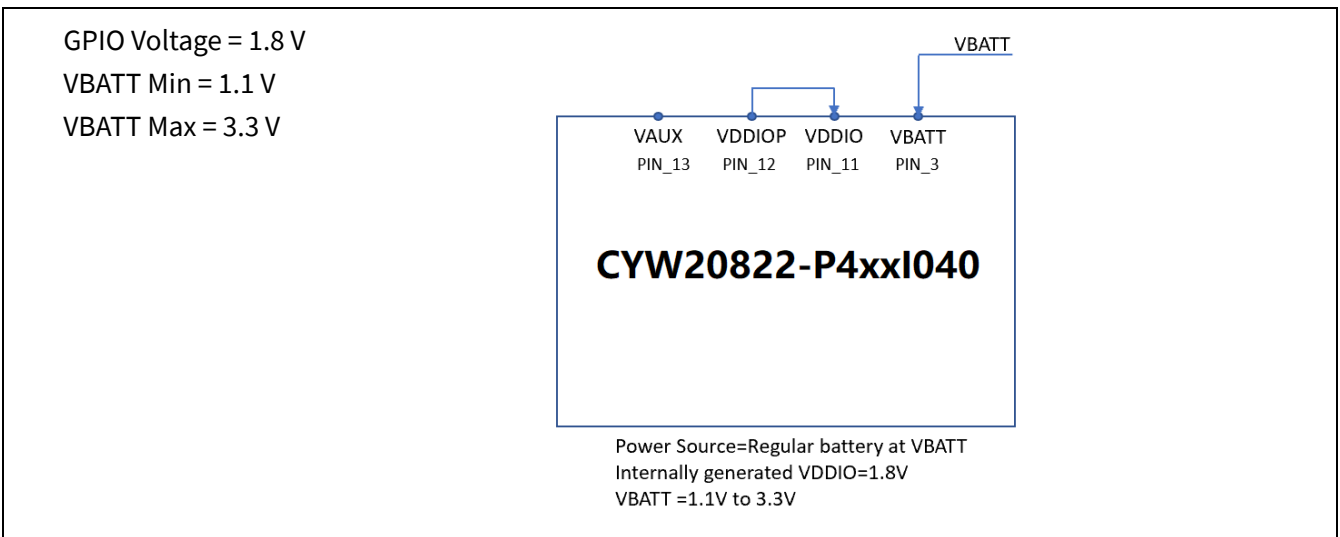 GPIO Voltage = 1.8 V
VBATT Min = 1.1 V
VBATT Max = 3.3 V
VBATT
VAUX VDDIOP VDDIO VBATT
PIN_13 PIN_12 PIN_11 PIN_3
CYW20822-P4xxI040
Power Source=Regular battery at VBATT
Internally generated VDDIO=1.8V
VBATT =1.1V to 3.3V